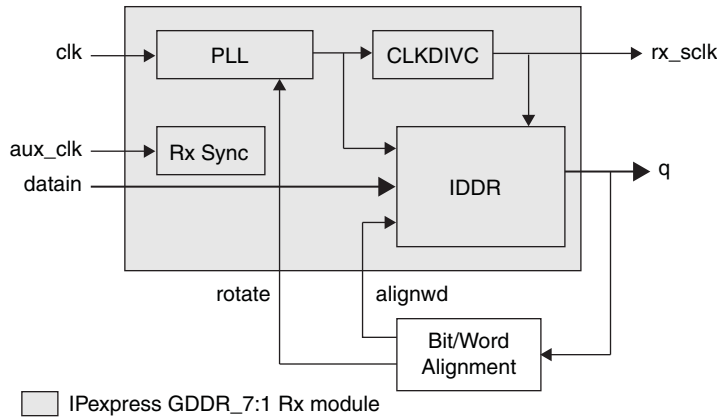 clk
PLL
CLKDIVC
rx_sclk
aux_clk
Rx Sync
datain
IDDR
q
rotate
alignwd
Bit/Word
Alignment
IPexpress GDDR_7:1 Rx module